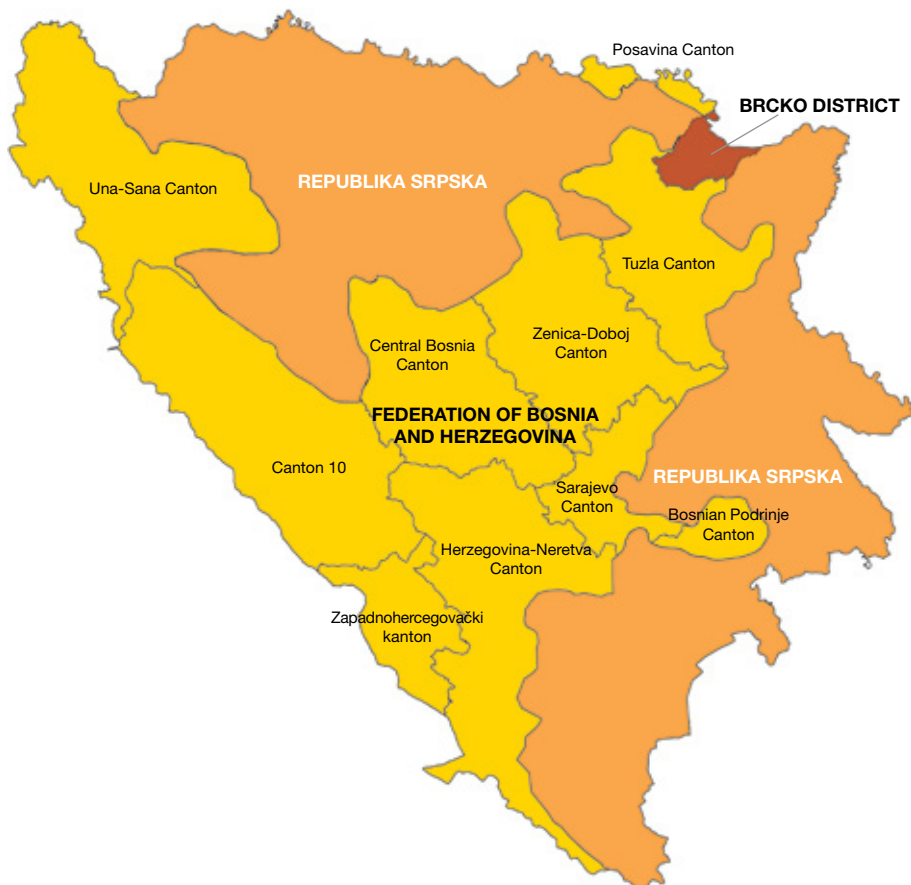 Posavina Canton
BRCKO DISTRICT
REPUBLIKA SRPSKA
Una-Sana Canton
Tuzla Canton
Zenica-Doboj
Canton
Central Bosnia
Canton
FEDERATION OF BOSNIA
AND HERZEGOVINA
Canton 10
REPUBLIKA SRPSKA
Sarajevo
Canton
Bosnian Podrinje
Canton
Herzegovina-Neretva
Canton
Zapadnohercegovački
kanton